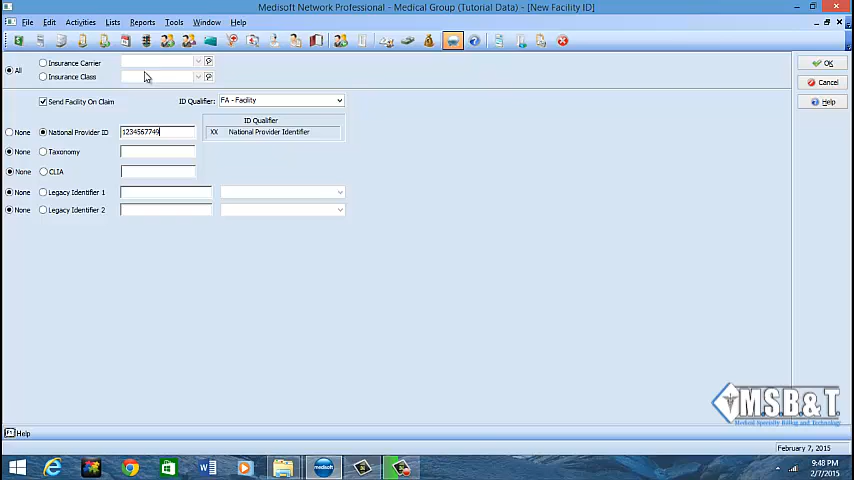 Medisoft Network Professional - Medical Group (Tutorial Data) - [New Facility ID]
File Edit Activities Lists Reports Tools Window Help
All
Insurance Carrier
Insurance Class
OK
Cancel
Help
Send Facility On Claim
ID Qualifier: FA - Facility
ID Qualifier
None National Provider ID 1234567749 XX National Provider Identifier
None Taxonomy
None CLIA
None Legacy Identifier 1
None Legacy Identifier 2
MSB&T
Medical Specialty Billing and Technology
F1 Help
February 7, 2015
medisoft
9:48 PM
2/7/2015